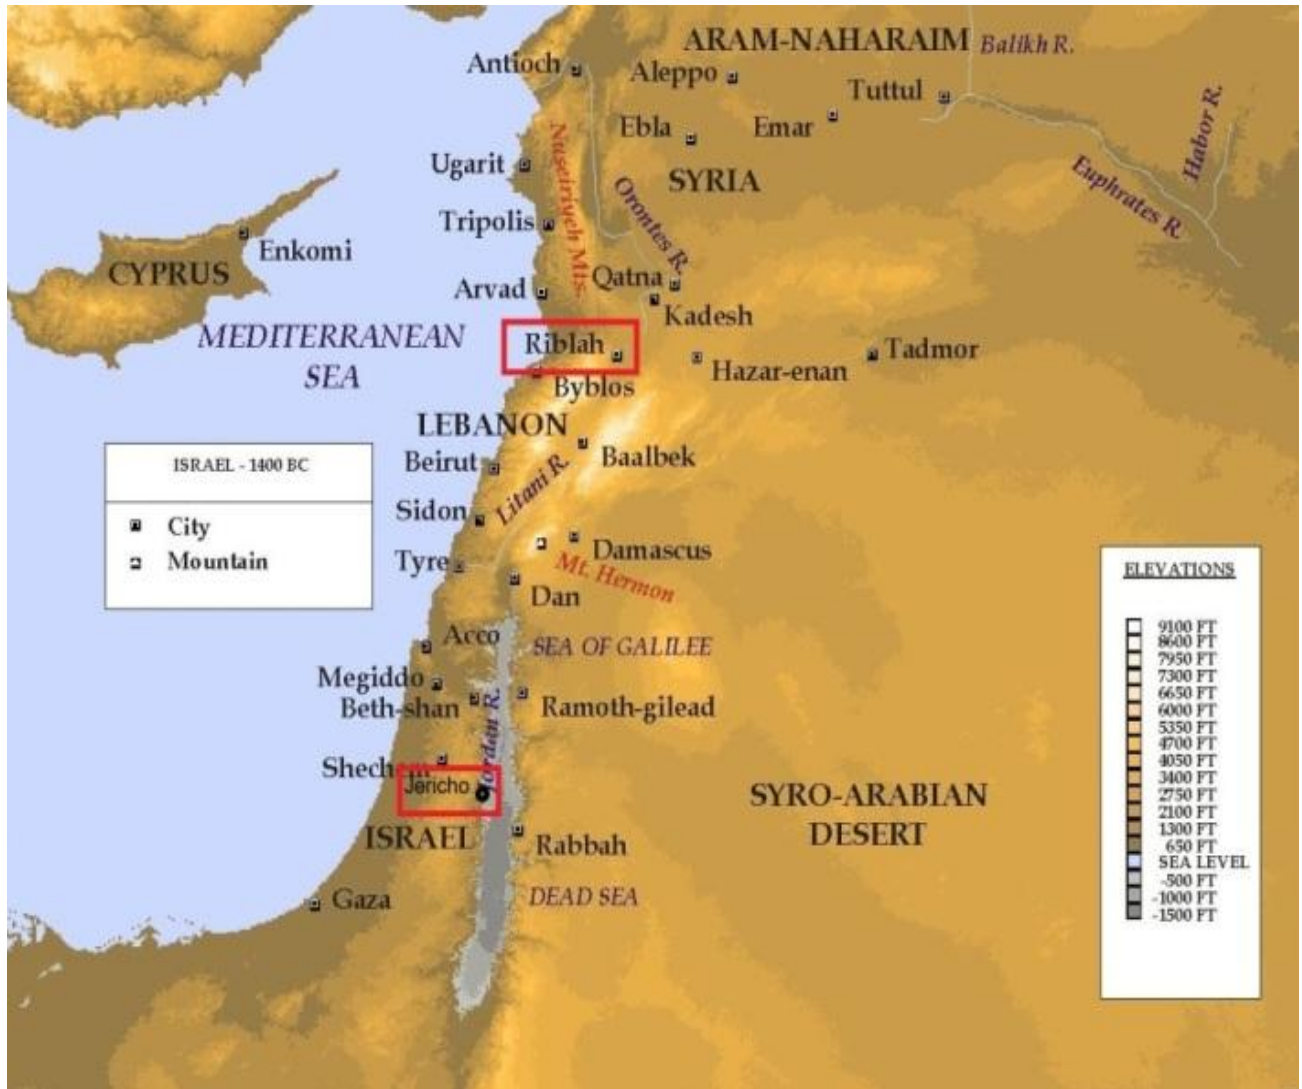 ARAM-NAHARAIM
Balikh R.
Antioch
Aleppo
Tuttul
Ebla
Emar
Habor R.
Nuseiriyeh Mts.
Ugarit
SYRIA
Euphrates R.
Orontes R.
Tripolis
Enkomi
CYPRUS
Qatna
Arvad
Kadesh
MEDITERRANEAN
SEA
Riblah
Hazar-enan
Tadmor
Byblos
LEBANON
Beirut
Baalbek
Litani R.
ISRAEL - 1400 BC
City
Mountain
Sidon
Damascus
Tyre
Mt. Hermon
Dan
Acco
SEA OF GALILEE
Megiddo
Beth-shan
Jordan R.
Ramoth-gilead
Shechem
Jericho
ISRAEL
Rabbah
SYRO-ARABIAN
DESERT
Gaza
DEAD SEA
ELEVATIONS
9100 FT
8600 FT
7950 FT
7300 FT
6650 FT
6000 FT
5350 FT
4700 FT
4050 FT
3400 FT
2750 FT
2100 FT
1300 FT
650 FT
SEA LEVEL
-500 FT
-1000 FT
-1500 FT